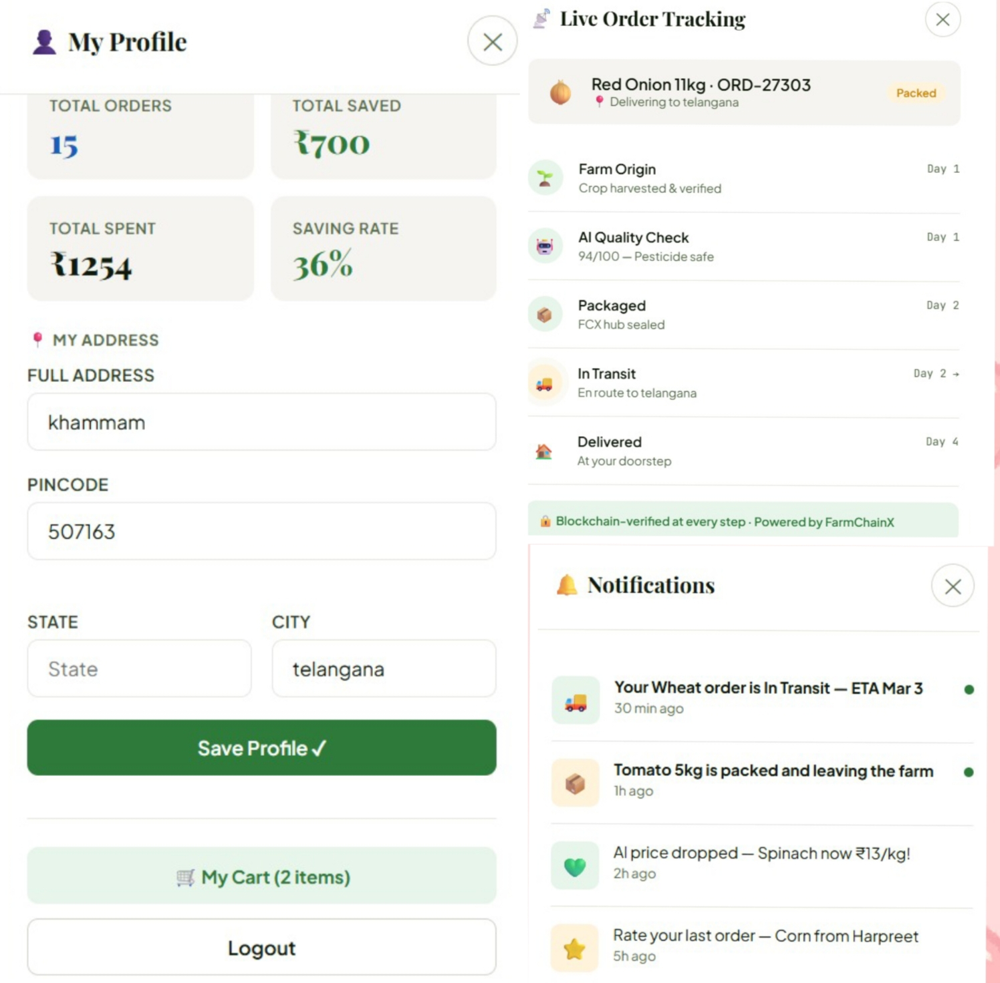 My Profile
TOTAL ORDERS
15
TOTAL SAVED
₹700
TOTAL SPENT
₹1254
SAVING RATE
36%
MY ADDRESS
FULL ADDRESS
khammam
PINCODE
507163
STATE
State
CITY
telangana
Save Profile ✓
My Cart (2 items)
Logout
Live Order Tracking
Red Onion 11kg · ORD-27303
Delivering to telangana
Packed
Farm Origin
Day 1
Crop harvested & verified
AI Quality Check
Day 1
94/100 — Pesticide safe
Packaged
Day 2
FCX hub sealed
In Transit
Day 2 →
En route to telangana
Delivered
Day 4
At your doorstep
Blockchain-verified at every step · Powered by FarmChainX
Notifications
Your Wheat order is In Transit — ETA Mar 3
30 min ago
Tomato 5kg is packed and leaving the farm
1h ago
AI price dropped — Spinach now ₹13/kg!
2h ago
Rate your last order — Corn from Harpreet
5h ago